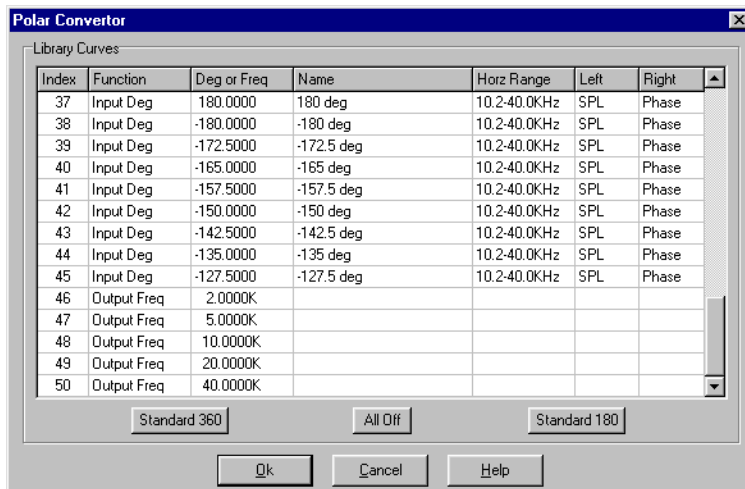 Polar Convertor
Library Curves
Index Function Deg or Freq Name Horz Range Left Right
37 Input Deg 180.0000 180 deg 10.2-40.0KHz SPL Phase
38 Input Deg -180.0000 -180 deg 10.2-40.0KHz SPL Phase
39 Input Deg -172.5000 -172.5 deg 10.2-40.0KHz SPL Phase
40 Input Deg -165.0000 -165 deg 10.2-40.0KHz SPL Phase
41 Input Deg -157.5000 -157.5 deg 10.2-40.0KHz SPL Phase
42 Input Deg -150.0000 -150 deg 10.2-40.0KHz SPL Phase
43 Input Deg -142.5000 -142.5 deg 10.2-40.0KHz SPL Phase
44 Input Deg -135.0000 -135 deg 10.2-40.0KHz SPL Phase
45 Input Deg -127.5000 -127.5 deg 10.2-40.0KHz SPL Phase
46 Output Freq 2.0000K
47 Output Freq 5.0000K
48 Output Freq 10.0000K
49 Output Freq 20.0000K
50 Output Freq 40.0000K
Standard 360 All Off Standard 180
Ok Cancel Help